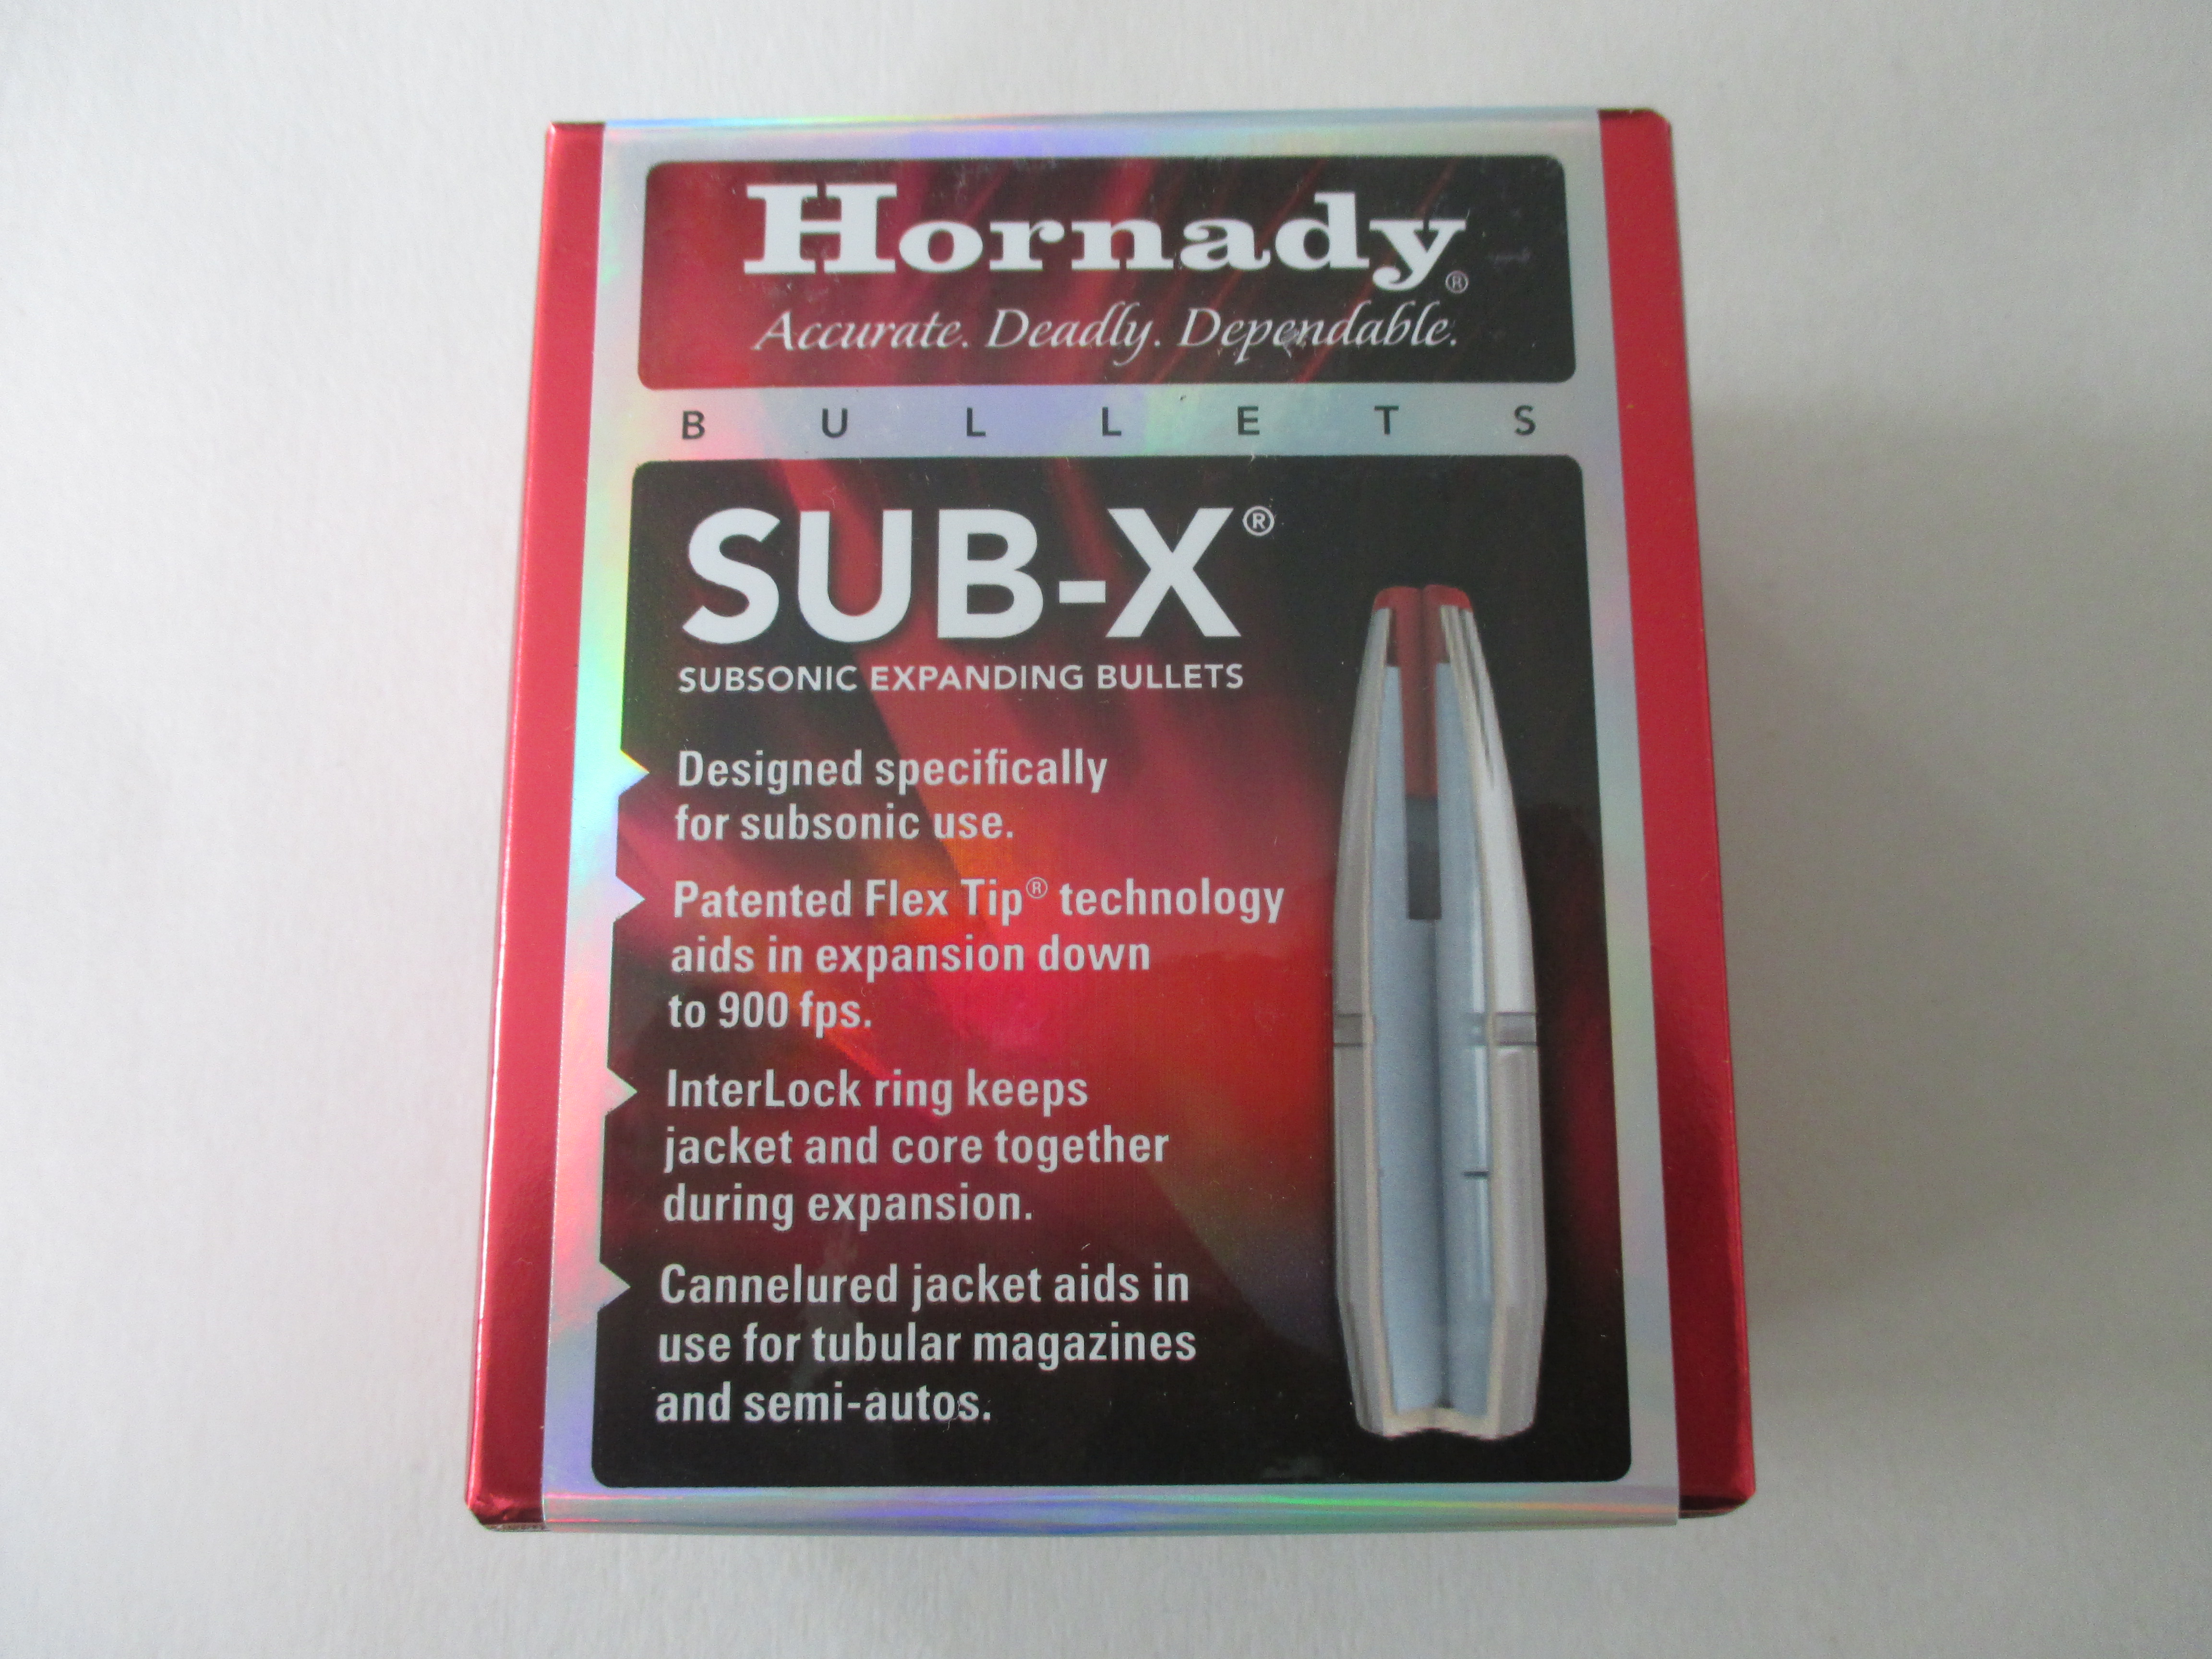 Hornady®
Accurate. Deadly. Dependable.
BULLETS
SUB-X®
SUBSONIC EXPANDING BULLETS
Designed specifically
for subsonic use.
Patented Flex Tip® technology
aids in expansion down
to 900 fps.
InterLock ring keeps
jacket and core together
during expansion.
Cannelured jacket aids in
use for tubular magazines
and semi-autos.